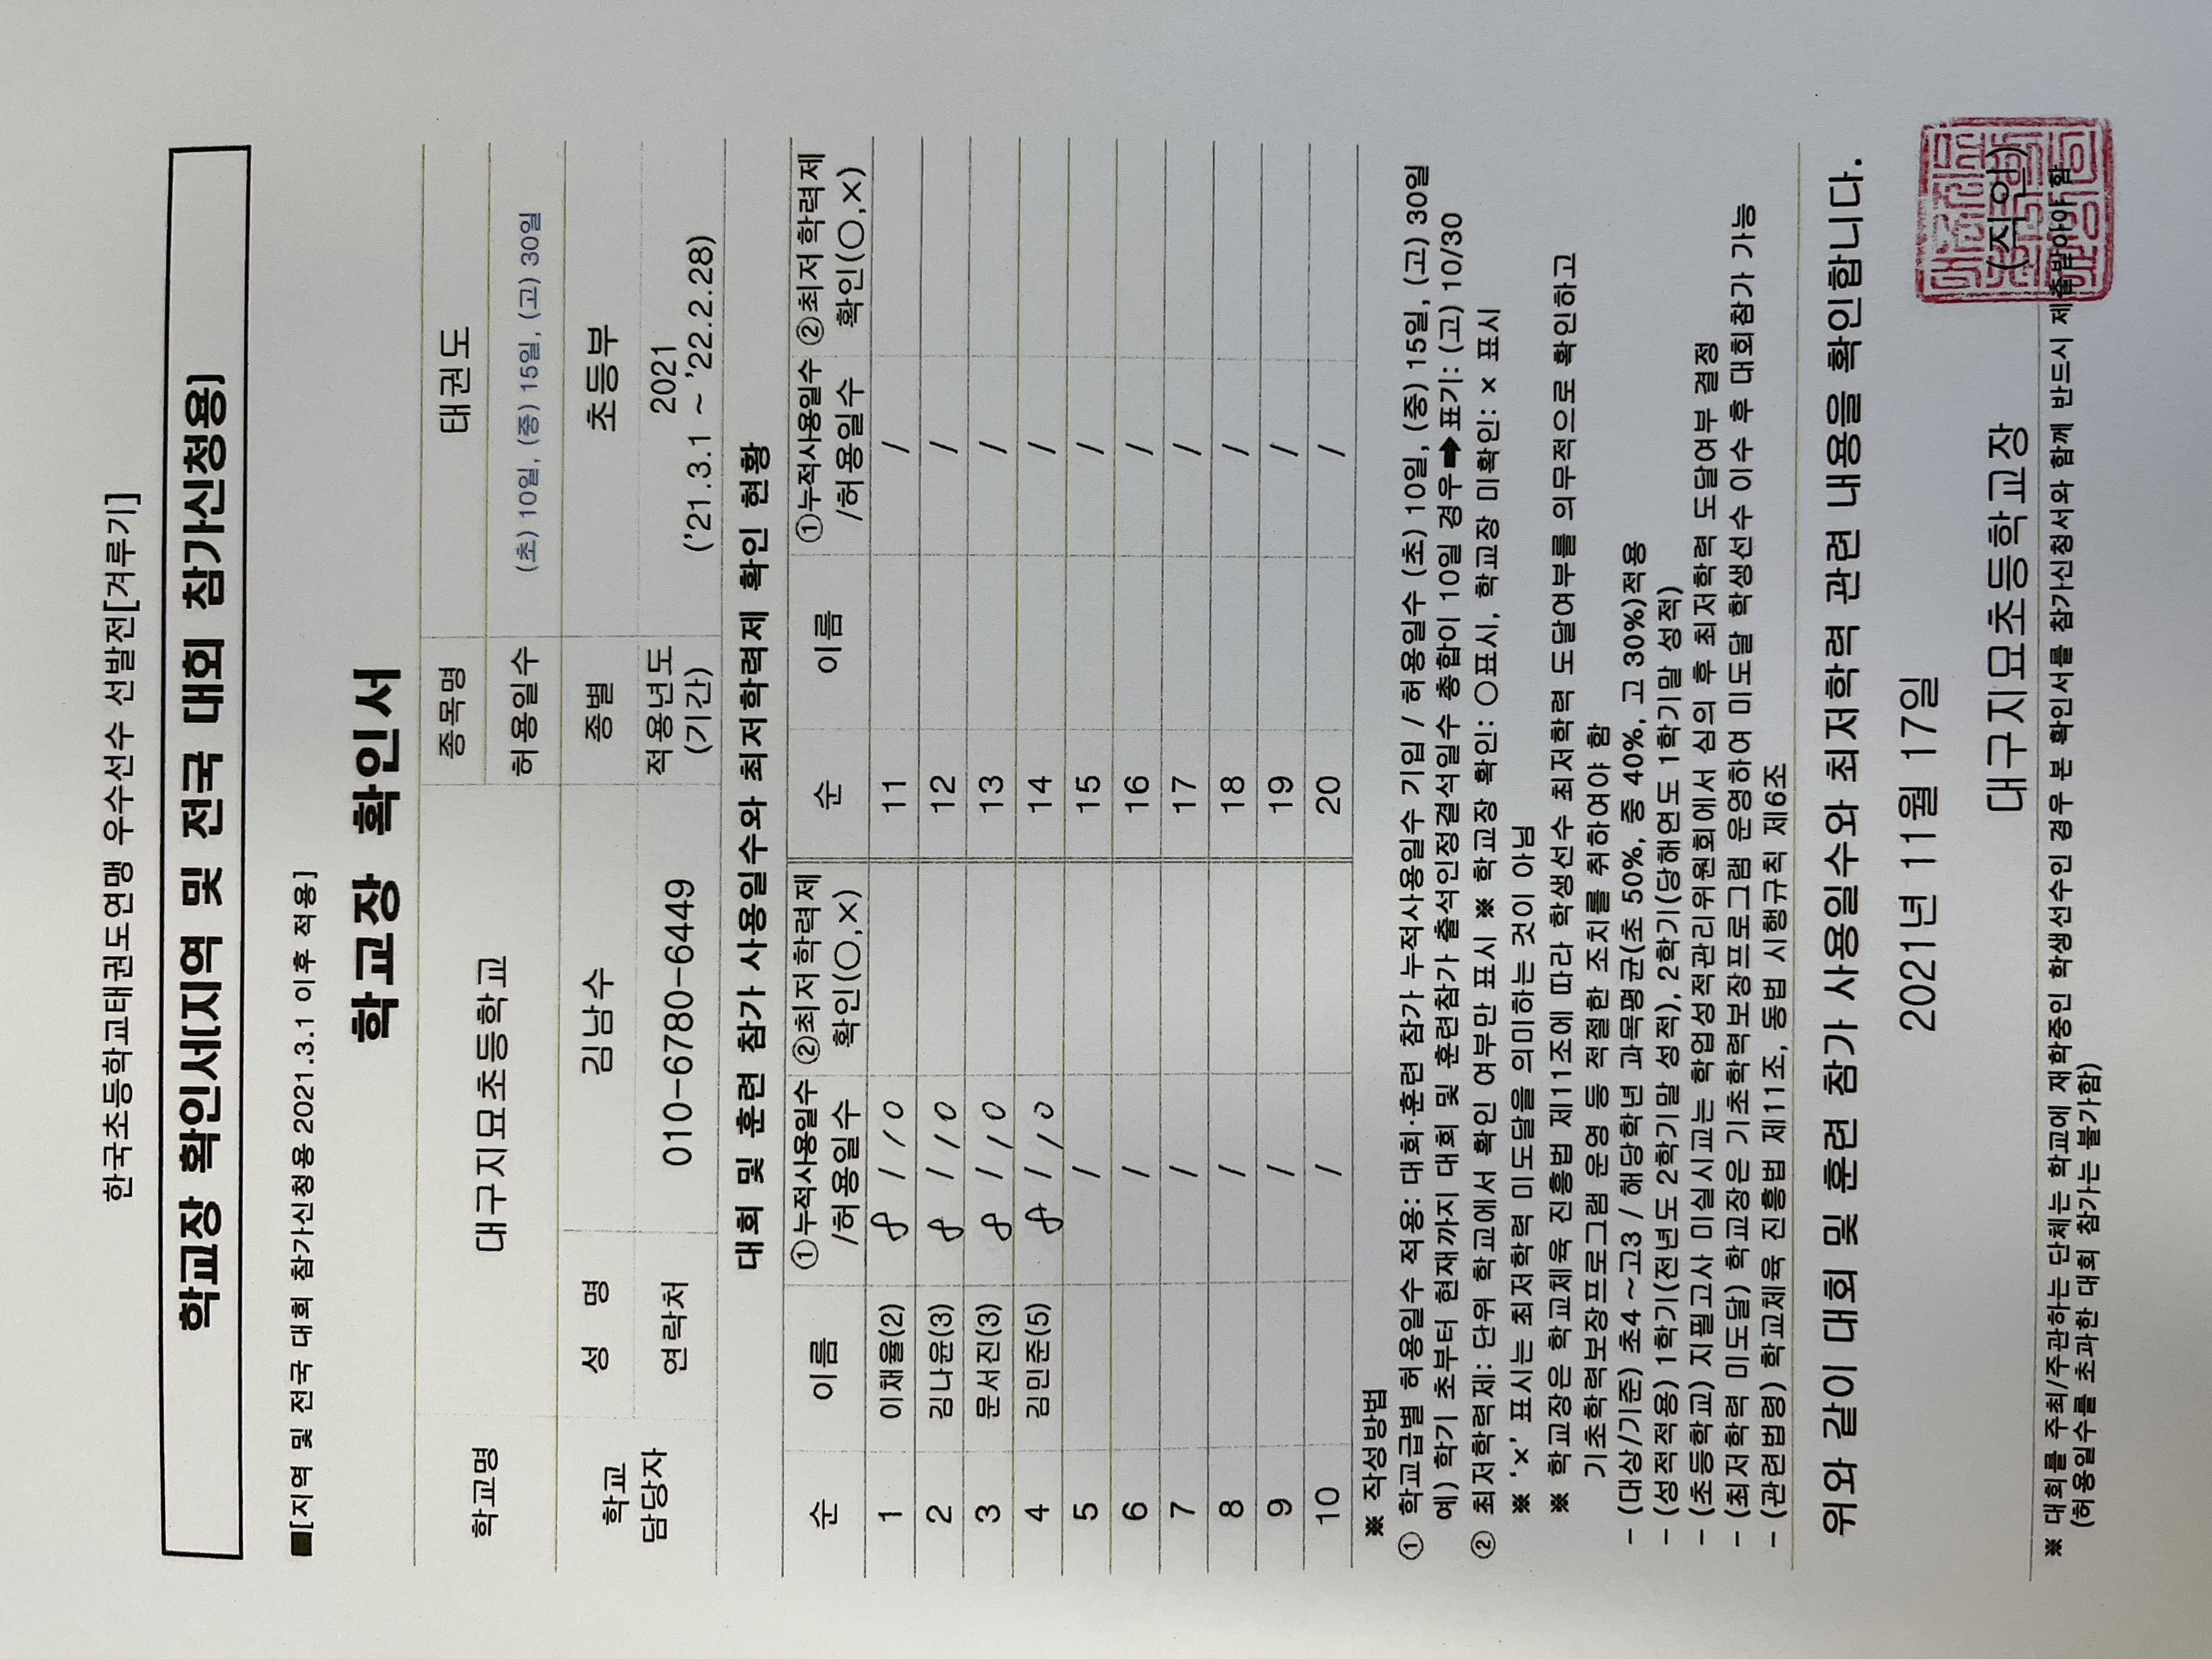 한국초등학교태권도연맹 우수선수 선발전[겨루기]
학교장 확인서[지역 및 전국 대회 참가신청용]
■[지역 및 전국 대회 참가신청용 2021.3.1 이후 적용]
학교장 확인서
학교명 대구지묘초등학교 종목명 태권도
허용일수 (초) 10일, (중) 15일, (고) 30일
학교 담당자 성 명 김남수 종별 초등부
연락처 010-6780-6449 적용년도 (기간) 2021 ('21.3.1 ~ '22.2.28)
대회 및 훈련 참가 사용일수와 최저학력제 확인 현황
순 이름 ①누적사용일수 /허용일수 ②최저학력제 확인(○,×) 순 이름 ①누적사용일수 /허용일수 ②최저학력제 확인(○,×)
1 이채율(2) 8 / 10 11 /
2 김나윤(3) 8 / 10 12 /
3 문서진(3) 8 / 10 13 /
4 김민준(5) 8 / 10 14 /
5 / 15 /
6 / 16 /
7 / 17 /
8 / 18 /
9 / 19 /
10 / 20 /
※ 작성방법
① 학교급별 허용일수 적용: 대회·훈련 참가 누적사용일수 기입 / 허용일수 (초) 10일, (중) 15일, (고) 30일
예) 학기 초부터 현재까지 대회 및 훈련참가 출석인정결석일수 총합이 10일 경우➡표기: (고) 10/30
② 최저학력제: 단위 학교에서 확인 여부만 표시 ※ 학교장 확인: ○표시, 학교장 미확인: × 표시
※ '×' 표시는 최저학력 미도달을 의미하는 것이 아님
※ 학교장은 학교체육 진흥법 제11조에 따라 학생선수 최저학력 도달여부를 의무적으로 확인하고
기초학력보장프로그램 운영 등 적절한 조치를 취하여야 함
- (대상/기준) 초4 ~고3 / 해당학년 과목평균(초 50%, 중 40%, 고 30%)적용
- (성적적용) 1학기(전년도 2학기말 성적), 2학기(당해연도 1학기말 성적)
- (초등학교) 지필고사 미실시교는 학업성적관리위원회에서 심의 후 최저학력 도달여부 결정
- (최저학력 미도달) 학교장은 기초학력보장프로그램 운영하여 미도달 학생선수 이수 후 대회참가 가능
- (관련법령) 학교체육 진흥법 제11조, 동법 시행규칙 제6조
위와 같이 대회 및 훈련 참가 사용일수와 최저학력 관련 내용을 확인합니다.
2021년 11월 17일
대구지묘초등학교장 (직인)
※ 대회를 주최/주관하는 단체는 학교에 재학중인 학생선수인 경우 본 확인서를 참가신청서와 함께 반드시 제출받아야 함
(허용일수를 초과한 대회 참가는 불가함)